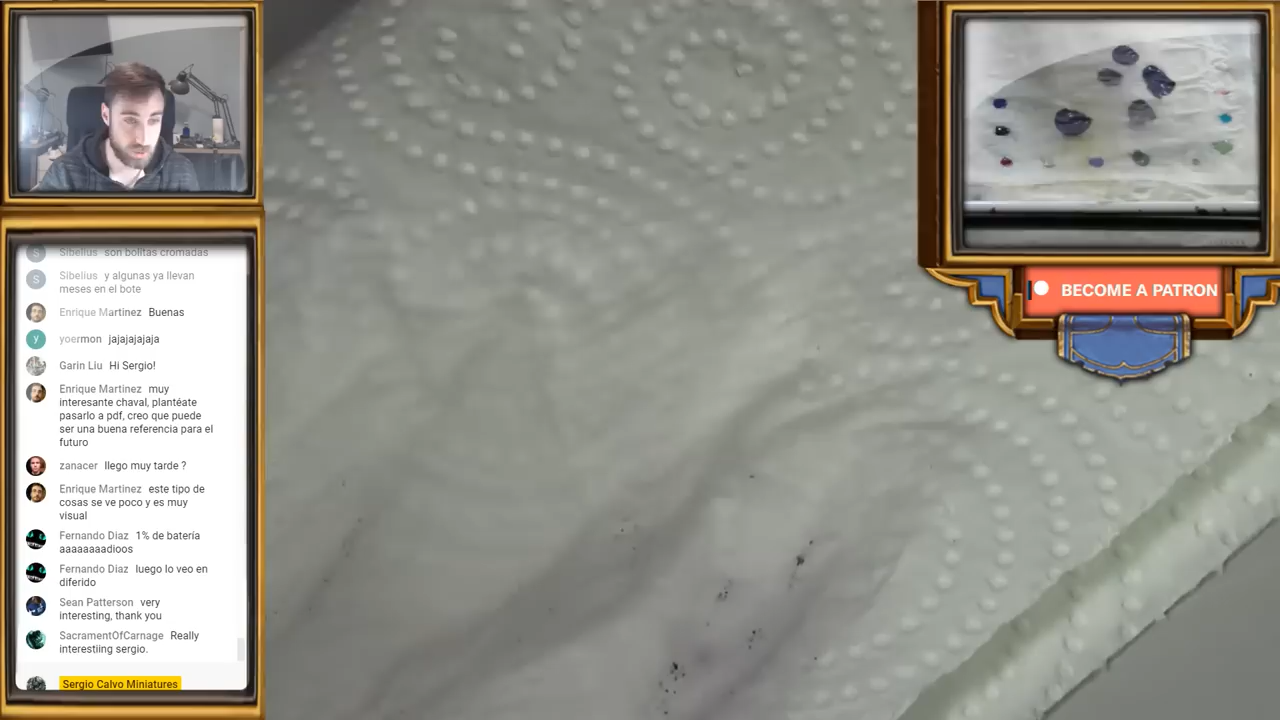 Sibelius son bolitas cromadas
S
Sibelius y algunas ya llevan
meses en el bote
Enrique Martinez Buenas
y
yoermon jajajajajaja
Garin Liu Hi Sergio!
Enrique Martinez muy
interesante chaval, plantéate
pasarlo a pdf, creo que puede
ser una buena referencia para el
futuro
zanacer llego muy tarde ?
Enrique Martinez este tipo de
cosas se ve poco y es muy
visual
Fernando Diaz 1% de batería
aaaaaaaadioos
Fernando Diaz luego lo veo en
diferido
Sean Patterson very
interesting, thank you
SacramentOfCarnage Really
interestiing sergio.
Sergio Calvo Miniatures
BECOME A PATRON